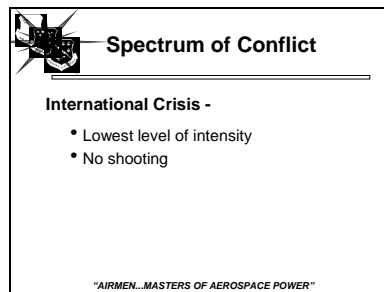 Spectrum of Conflict
International Crisis -
• Lowest level of intensity
• No shooting
"AIRMEN...MASTERS OF AEROSPACE POWER"